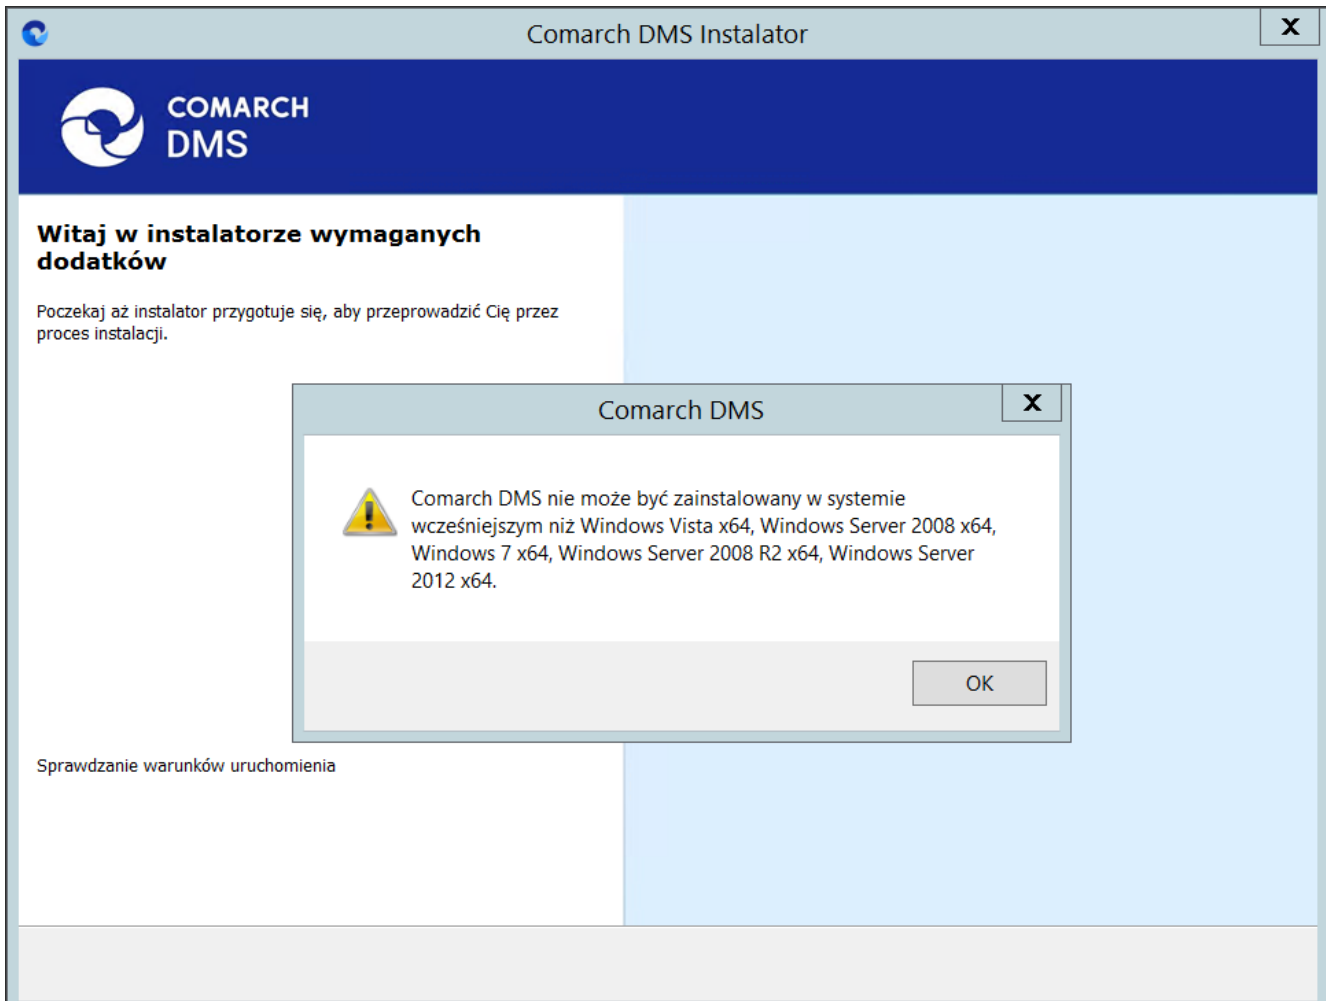 Comarch DMS Instalator
X
COMARCH
DMS
Witaj w instalatorze wymaganych
dodatków
Poczekaj aż instalator przygotuje się, aby przeprowadzić Cię przez
proces instalacji.
Comarch DMS
X
Comarch DMS nie może być zainstalowany w systemie
wcześniejszym niż Windows Vista x64, Windows Server 2008 x64,
Windows 7 x64, Windows Server 2008 R2 x64, Windows Server
2012 x64.
OK
Sprawdzanie warunków uruchomienia